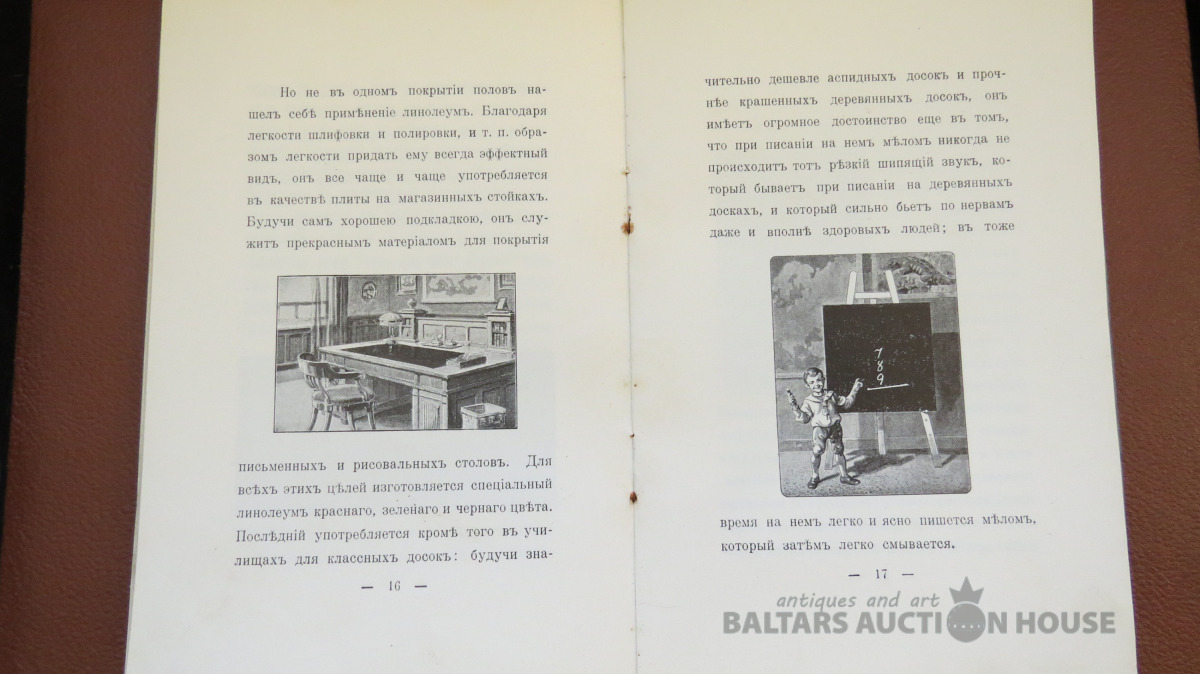 Но не въ одномъ покрытіи половъ на-
шелъ себѣ примѣненіе линолеумъ. Благодаря
легкости шлифовки и полировки, и т. п. обра-
зомъ легкости придать ему всегда эффектный
видъ, онъ все чаще и чаще употребляется
въ качествѣ плиты на магазинныхъ стойкахъ.
Будучи самъ хорошею подкладкою, онъ слу-
житъ прекраснымъ матеріаломъ для покрытія
письменныхъ и рисовальныхъ столовъ. Для
всѣхъ этихъ цѣлей изготовляется спеціальный
линолеумъ краснаго, зеленаго и чернаго цвѣта.
Послѣдній употребляется кромѣ того въ учи-
лищахъ для классныхъ досокъ: будучи зна-
— 16 —
чительно дешевле аспидныхъ досокъ и проч-
нѣе крашенныхъ деревянныхъ досокъ, онъ
имѣетъ огромное достоинство еще въ томъ,
что при писаніи на немъ мѣломъ никогда не
происходитъ тотъ рѣзкій шипящій звукъ, ко-
торый бываетъ при писаніи на деревянныхъ
доскахъ, и который сильно бьетъ по нервамъ
даже и вполнѣ здоровыхъ людей; въ тоже
7
8
9
время на немъ легко и ясно пишется мѣломъ,
который затѣмъ легко смывается.
— 17 —
antiques and art
BALTARS AUCTION HOUSE